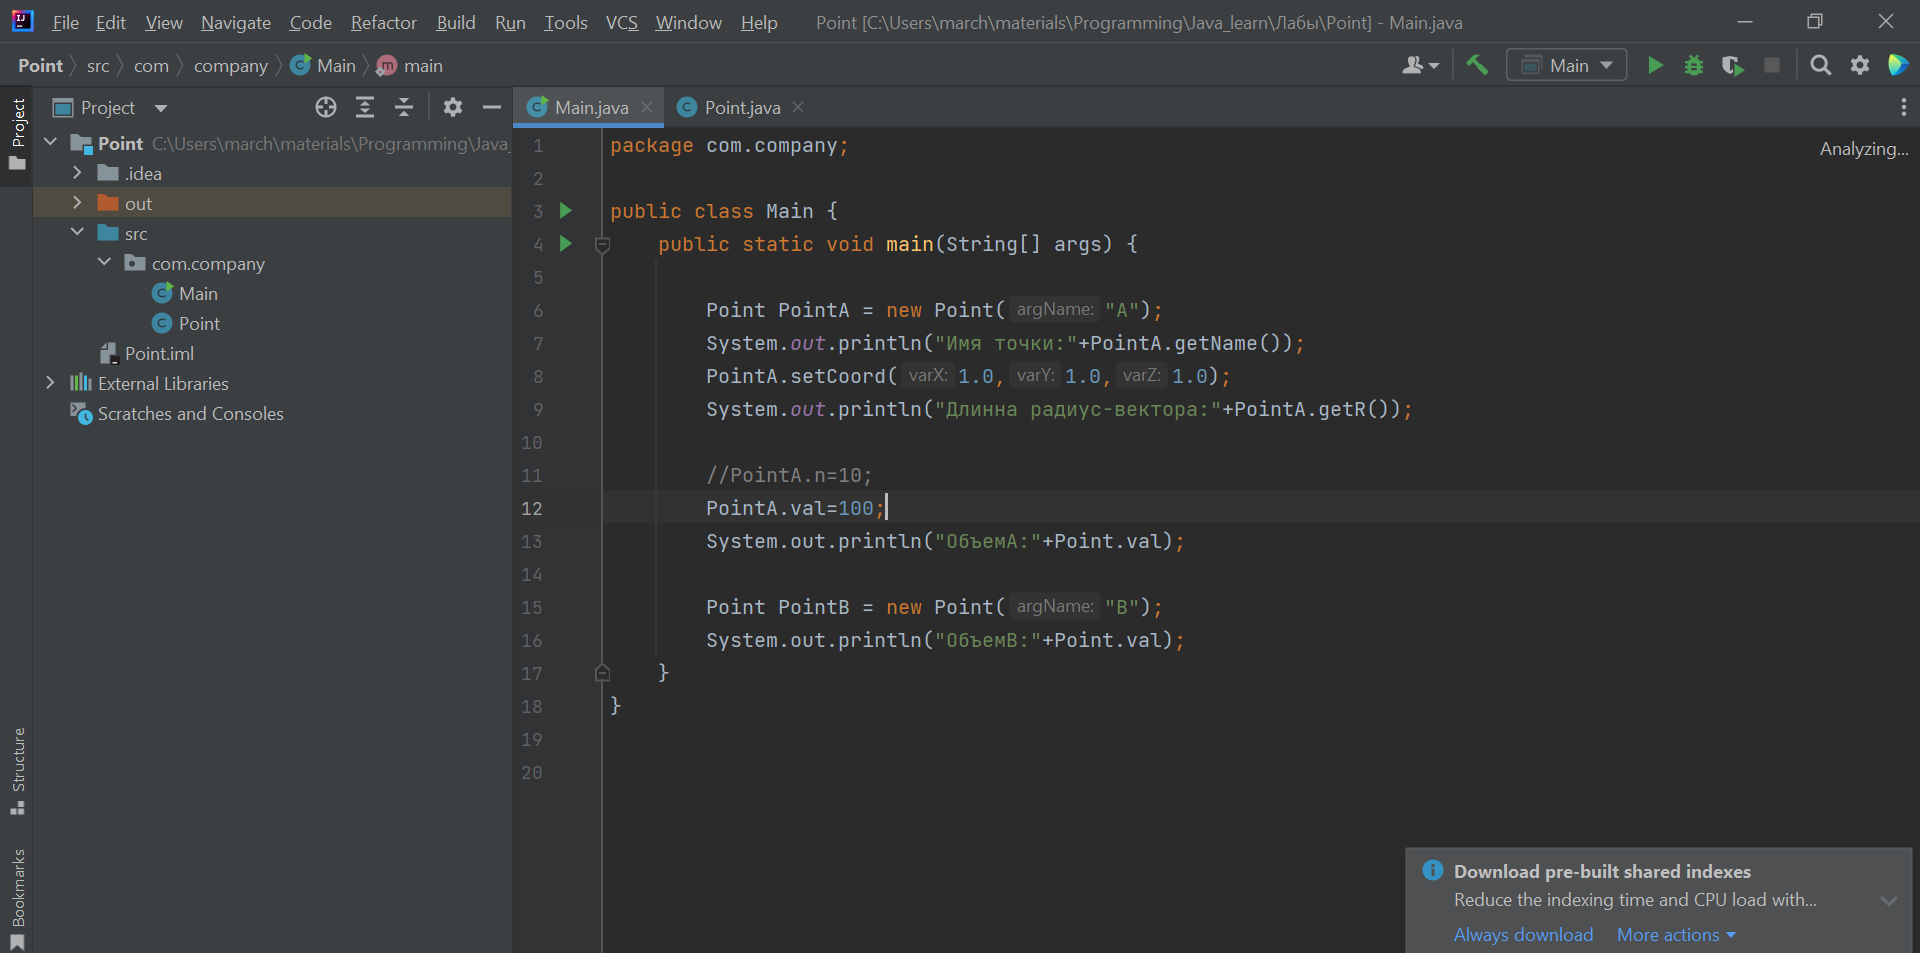 File Edit View Navigate Code Refactor Build Run Tools VCS Window Help Point [C:\Users\march\materials\Programming\Java_learn\Лабы\Point] - Main.java
Point src com company Main main Main
Project
Project
Main.java Point.java
Point C:\Users\march\materials\Programming\Java_
.idea
out
src
com.company
Main
Point
Point.iml
External Libraries
Scratches and Consoles
Structure
Bookmarks
Analyzing...
1 package com.company;
2
3 public class Main {
4 public static void main(String[] args) {
5
6 Point PointA = new Point( argName: "A");
7 System.out.println("Имя точки:"+PointA.getName());
8 PointA.setCoord( varX: 1.0, varY: 1.0, varZ: 1.0);
9 System.out.println("Длинна радиус-вектора:"+PointA.getR());
10
11 //PointA.n=10;
12 PointA.val=100;
13 System.out.println("ОбъемА:"+Point.val);
14
15 Point PointB = new Point( argName: "B");
16 System.out.println("ОбъемВ:"+Point.val);
17 }
18 }
19
20
Download pre-built shared indexes
Reduce the indexing time and CPU load with...
Always download More actions